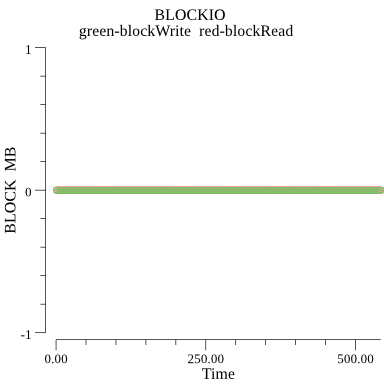 BLOCKIO
green-blockWrite  red-blockRead
1
0
-1
BLOCK  MB
0.00
250.00
500.00
Time